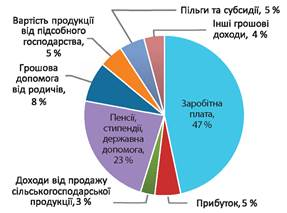 Вартість продукції
від підсобного
господарства,
5 %
Пільги та субсидії, 5 %
Інші грошові
доходи, 4 %
Грошова
допомога
від родичів,
8 %
Заробітна
плата,
47 %
Пенсії,
стипендії,
державна
допомога,
23 %
Доходи від продажу
сільськогосподарської
продукції, 3 %
Прибуток, 5 %